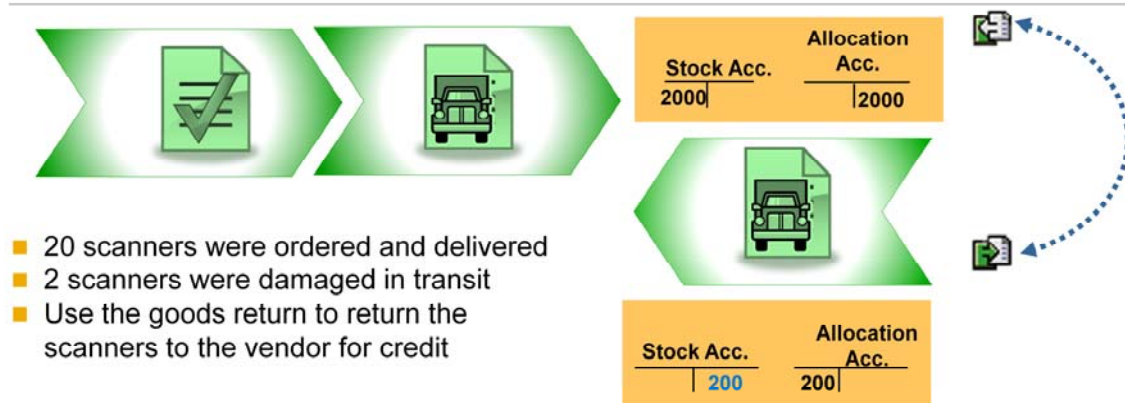 Allocation
Acc.
Stock Acc.
2000
2000
20 scanners were ordered and delivered
2 scanners were damaged in transit
Use the goods return to return the
scanners to the vendor for credit
Allocation
Acc.
Stock Acc.
200
200